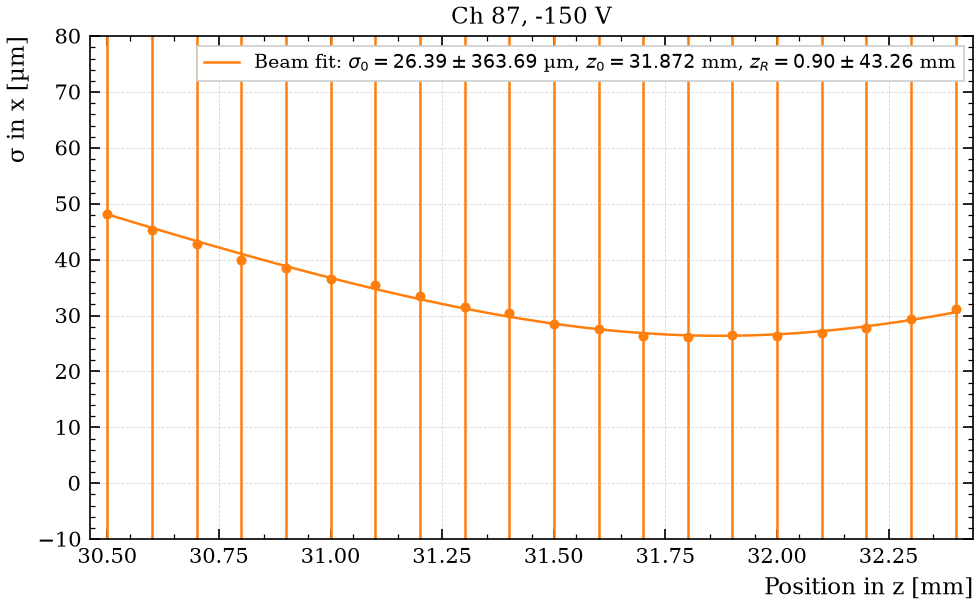 Ch 87, -150 V
σ in x [µm]
Beam fit: σ₀ = 26.39 ± 363.69 µm, z₀ = 31.872 mm, z_R = 0.90 ± 43.26 mm
80
70
60
50
40
30
20
10
0
−10
30.50 30.75 31.00 31.25 31.50 31.75 32.00 32.25
Position in z [mm]